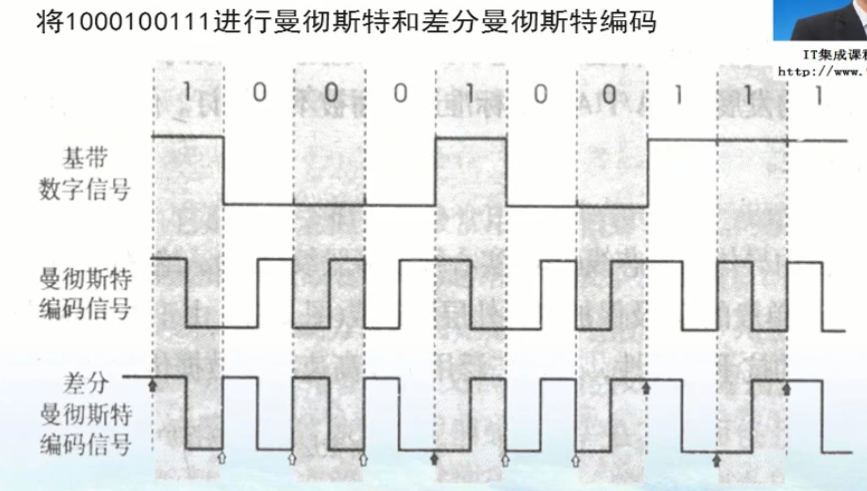 将1000100111进行曼彻斯特和差分曼彻斯特编码
IT集成课程
http://www.
1 0 0 0 1 0 0 1 1 1
基带
数字信号
曼彻斯特
编码信号
差分
曼彻斯特
编码信号